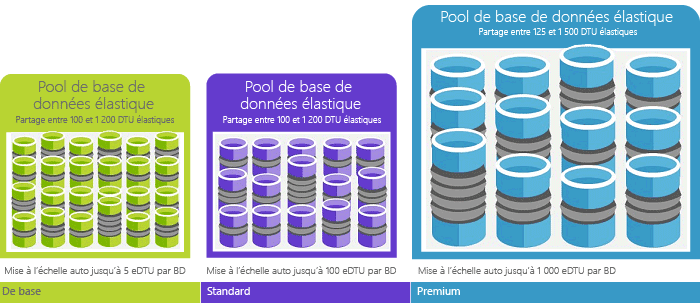 Pool de base de
données élastique
Partage entre 100 et 1 200 DTU élastiques
Mise à l'échelle auto jusqu'à 5 eDTU par BD
De base
Pool de base de
données élastique
Partage entre 100 et 1 200 DTU élastiques
Mise à l'échelle auto jusqu'à 100 eDTU par BD
Standard
Pool de base de données élastique
Partage entre 125 et 1 500 DTU élastiques
Mise à l'échelle auto jusqu'à 1 000 eDTU par BD
Premium